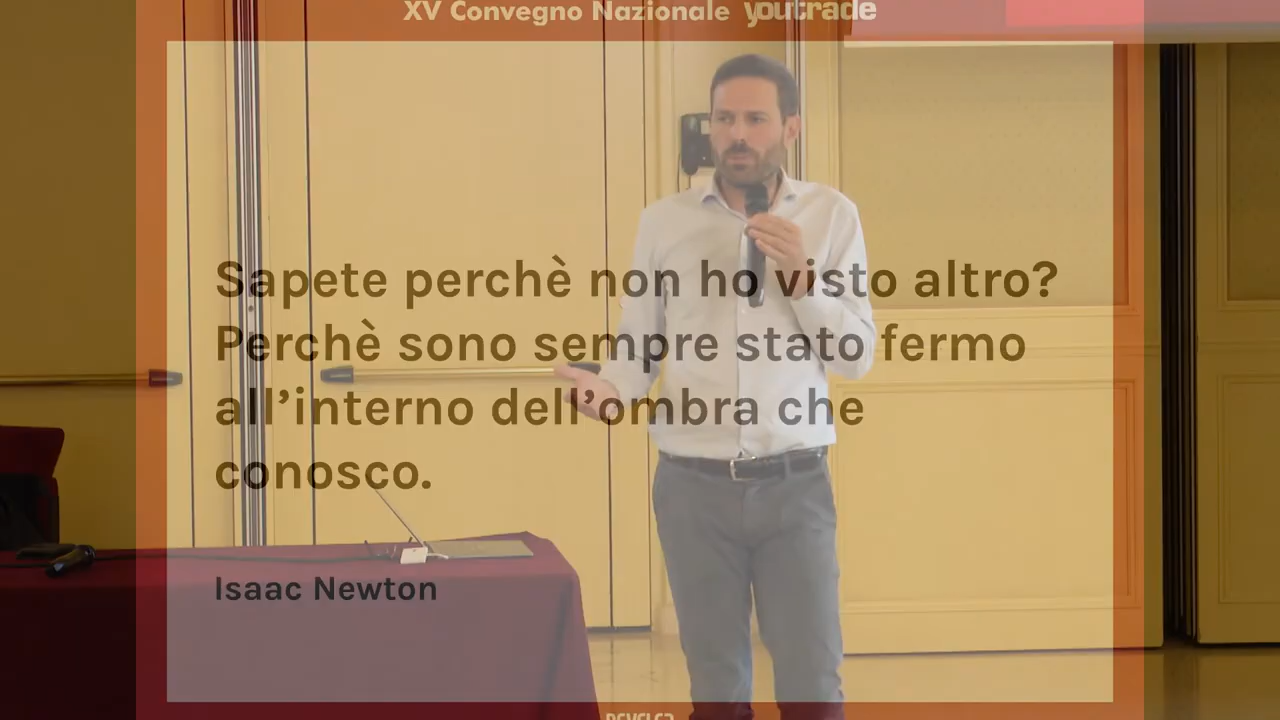 XV Convegno Nazionale youtrade
Sapete perchè non ho visto altro?
Perchè sono sempre stato fermo
all’interno dell’ombra che
conosco.
Isaac Newton